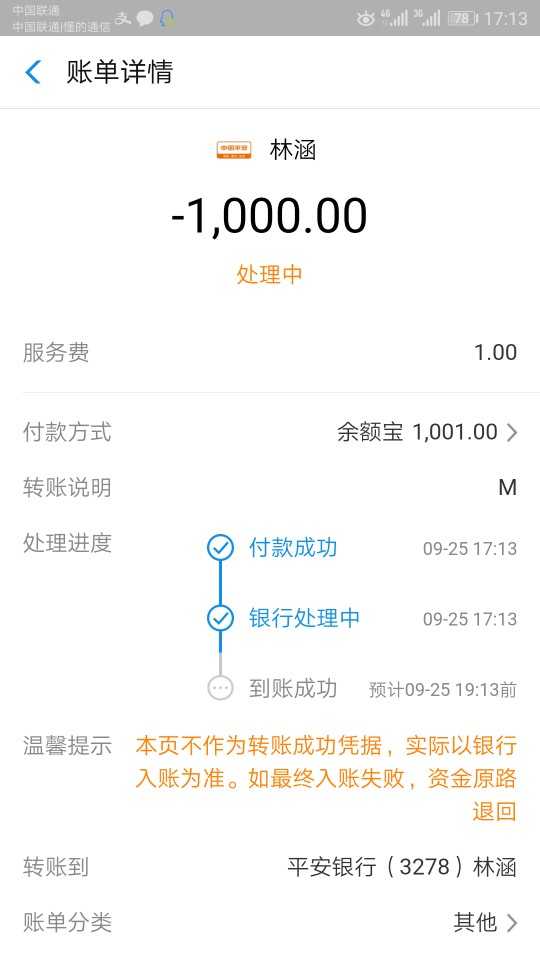 中国联通
中国联通|懂的通信
4G
3G
78
17:13
账单详情
中国平安
林涵
-1,000.00
处理中
服务费
1.00
付款方式
余额宝 1,001.00
转账说明
M
处理进度
付款成功
09-25 17:13
银行处理中
09-25 17:13
到账成功
预计09-25 19:13前
温馨提示
本页不作为转账成功凭据，实际以银行
入账为准。如最终入账失败，资金原路
退回
转账到
平安银行（3278）林涵
账单分类
其他